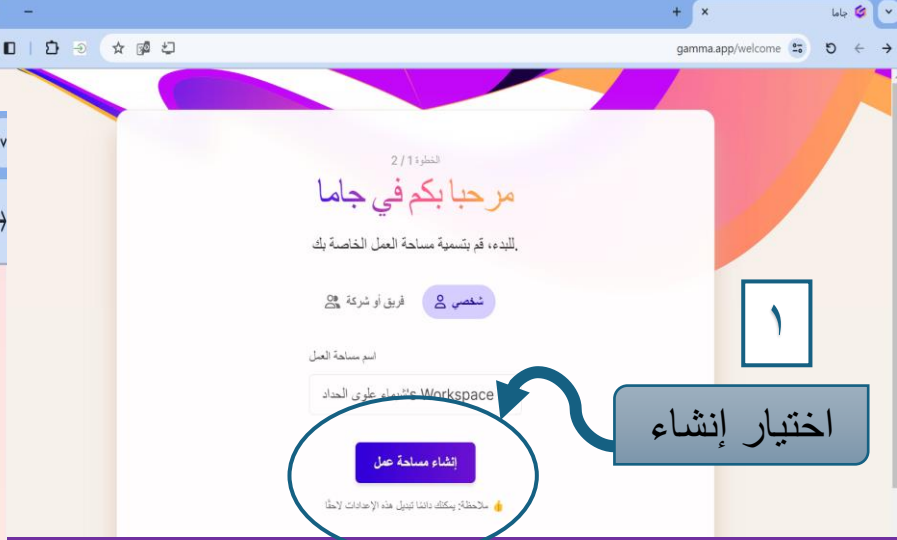 جاما
gamma.app/welcome
الخطوة 1 / 2
مرحبا بكم في جاما
للبدء، قم بتسمية مساحة العمل الخاصة بك.
شخصي
فريق أو شركة
اسم مساحة العمل
علوي الحداد 's Workspace
إنشاء مساحة عمل
ملاحظة: يمكنك دائمًا تبديل هذه الإعدادات لاحقًا
١
اختيار إنشاء